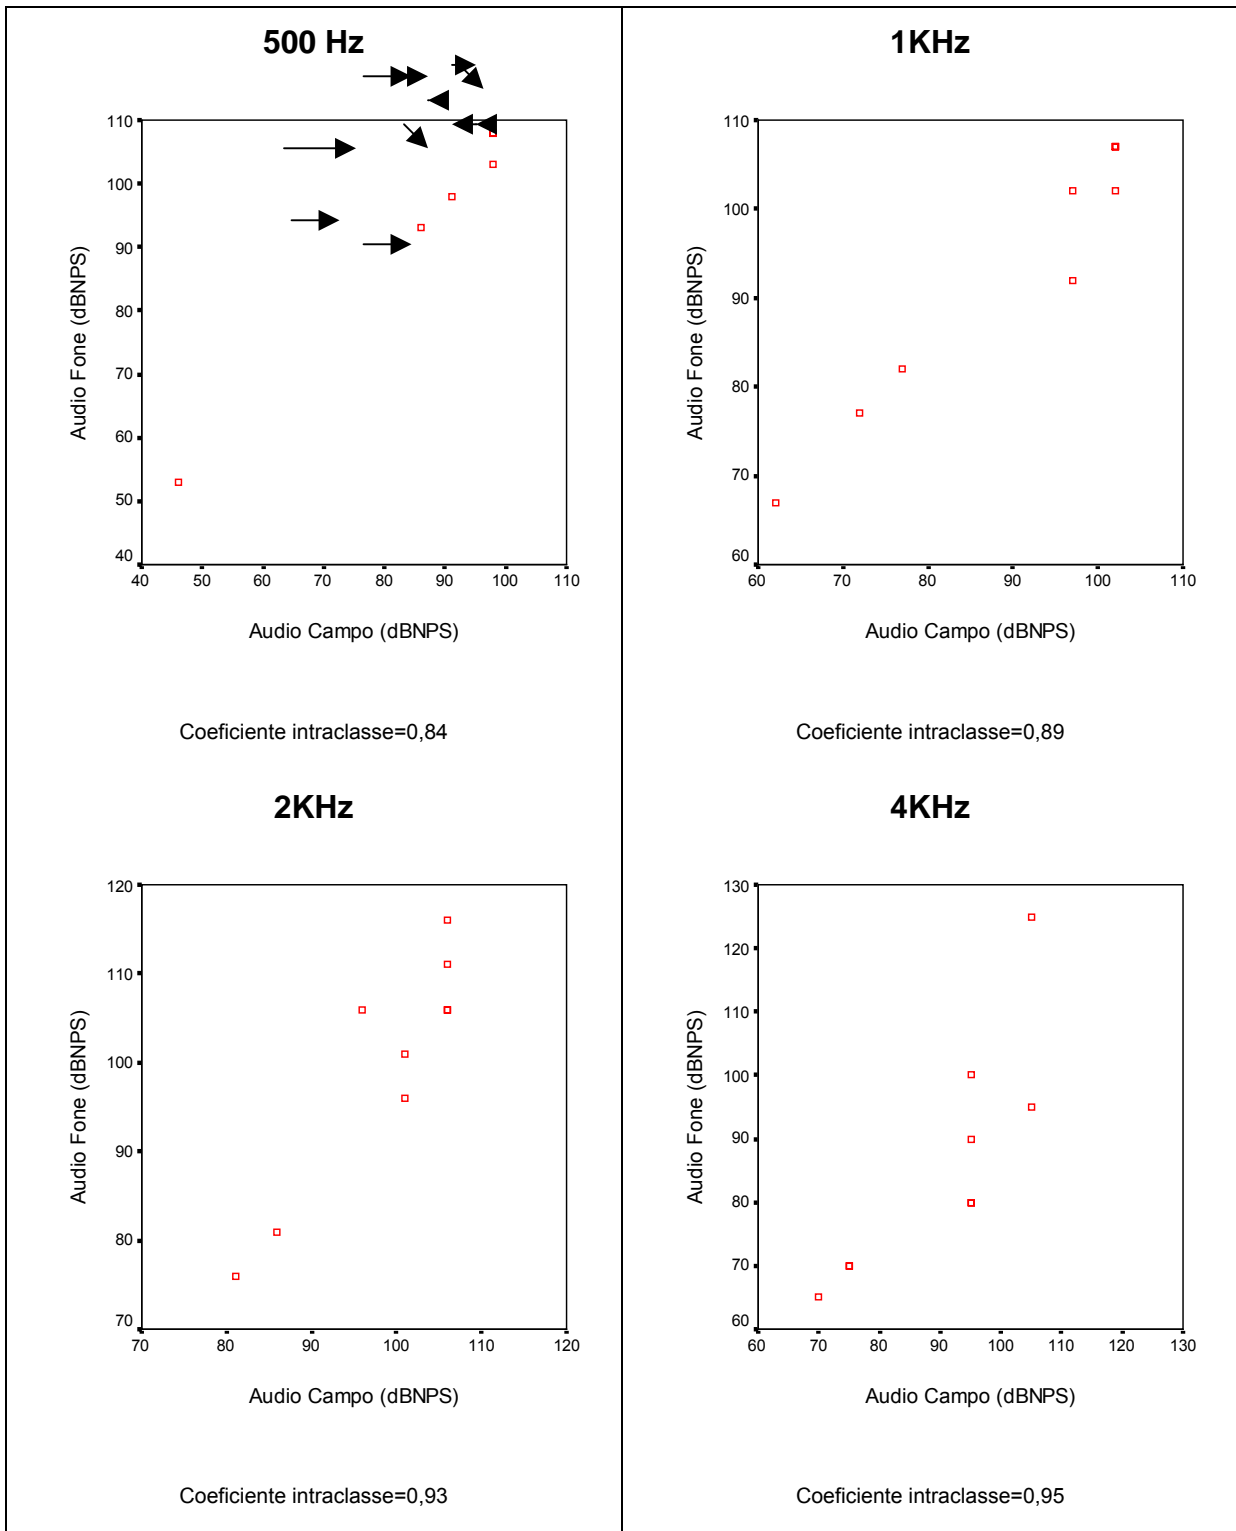 500 Hz
110
100
90
80
70
60
50
40
40 50 60 70 80 90 100 110
Audio Fone (dBNPS)
Audio Campo (dBNPS)
Coeficiente intraclasse=0,84
1KHz
110
100
90
80
70
60
60 70 80 90 100 110
Audio Fone (dBNPS)
Audio Campo (dBNPS)
Coeficiente intraclasse=0,89
2KHz
120
110
100
90
80
70
70 80 90 100 110 120
Audio Fone (dBNPS)
Audio Campo (dBNPS)
Coeficiente intraclasse=0,93
4KHz
130
120
110
100
90
80
70
60
60 70 80 90 100 110 120 130
Audio Fone (dBNPS)
Audio Campo (dBNPS)
Coeficiente intraclasse=0,95